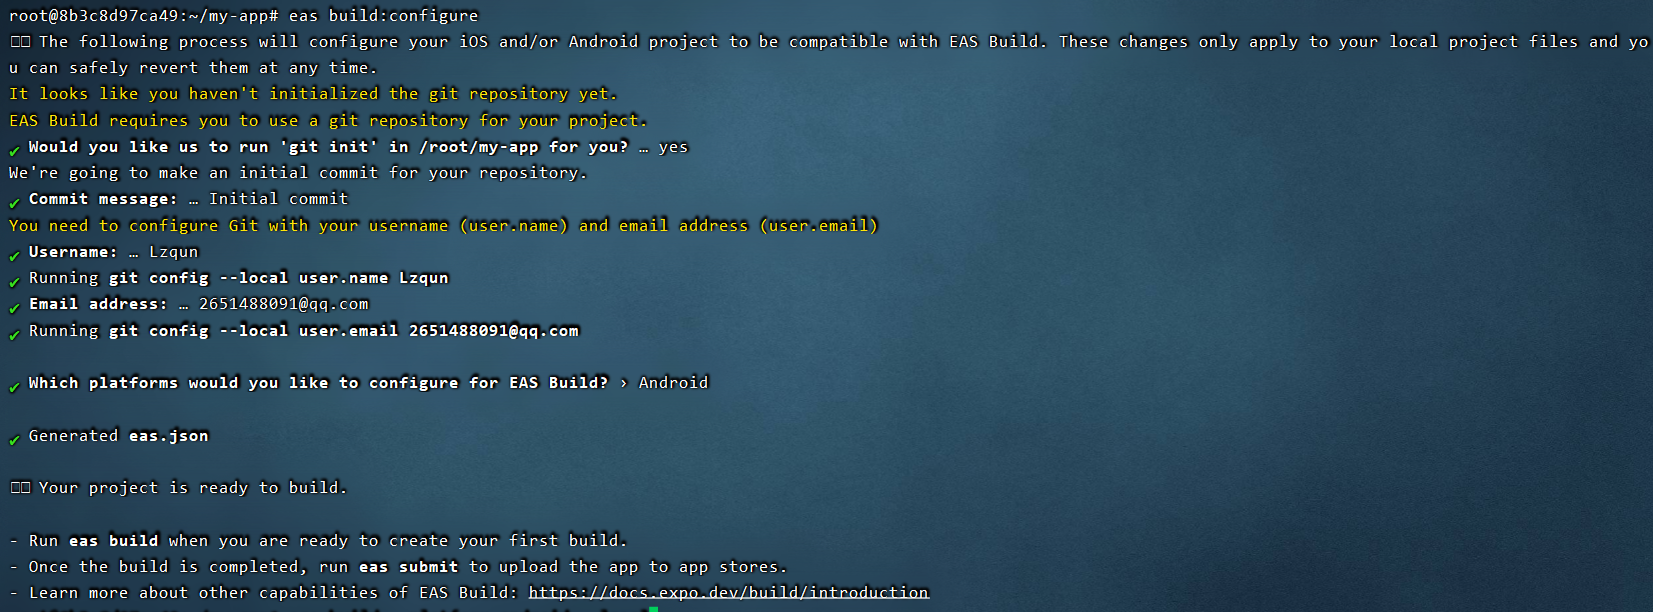 root@8b3c8d97ca49:~/my-app# eas build:configure
The following process will configure your iOS and/or Android project to be compatible with EAS Build. These changes only apply to your local project files and yo
u can safely revert them at any time.
It looks like you haven't initialized the git repository yet.
EAS Build requires you to use a git repository for your project.
✔ Would you like us to run 'git init' in /root/my-app for you? … yes
We're going to make an initial commit for your repository.
✔ Commit message: … Initial commit
You need to configure Git with your username (user.name) and email address (user.email)
✔ Username: … Lzqun
✔ Running git config --local user.name Lzqun
✔ Email address: … 2651488091@qq.com
✔ Running git config --local user.email 2651488091@qq.com
✔ Which platforms would you like to configure for EAS Build? › Android
✔ Generated eas.json
Your project is ready to build.
- Run eas build when you are ready to create your first build.
- Once the build is completed, run eas submit to upload the app to app stores.
- Learn more about other capabilities of EAS Build: https://docs.expo.dev/build/introduction